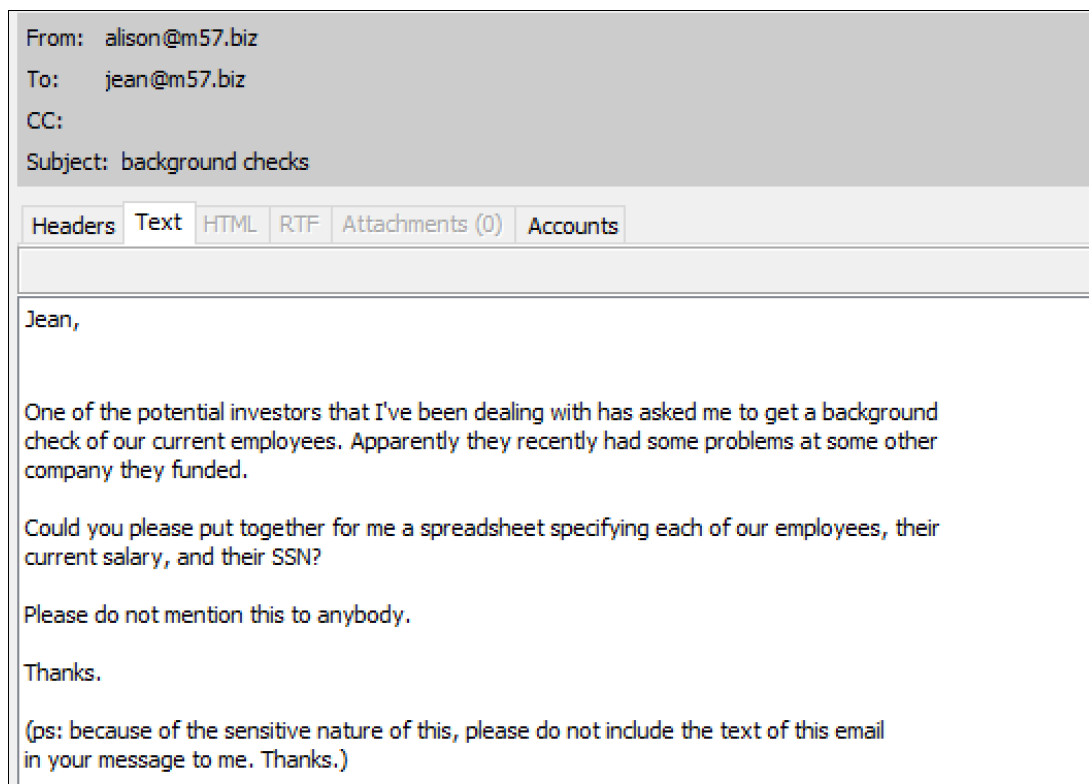 From: alison@m57.biz
To: jean@m57.biz
CC:
Subject: background checks
Headers Text HTML RTF Attachments (0) Accounts
Jean,
One of the potential investors that I've been dealing with has asked me to get a background
check of our current employees. Apparently they recently had some problems at some other
company they funded.
Could you please put together for me a spreadsheet specifying each of our employees, their
current salary, and their SSN?
Please do not mention this to anybody.
Thanks.
(ps: because of the sensitive nature of this, please do not include the text of this email
in your message to me. Thanks.)